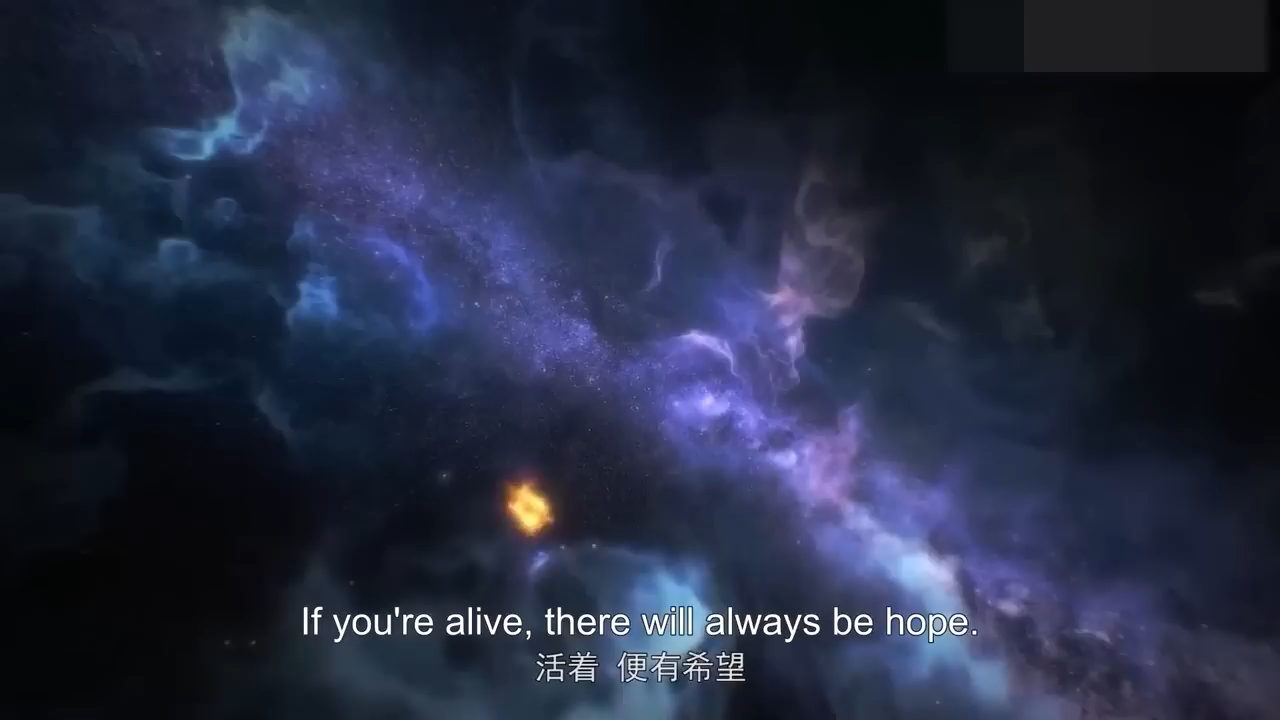 If you're alive, there will always be hope.
活着 便有希望